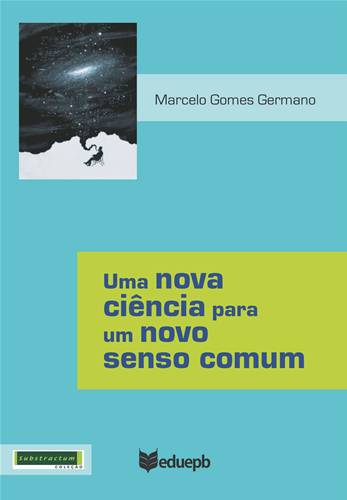 Marcelo Gomes Germano
Uma nova
ciência para
um novo
senso comum
Substractum
COLEÇÃO
eduepb